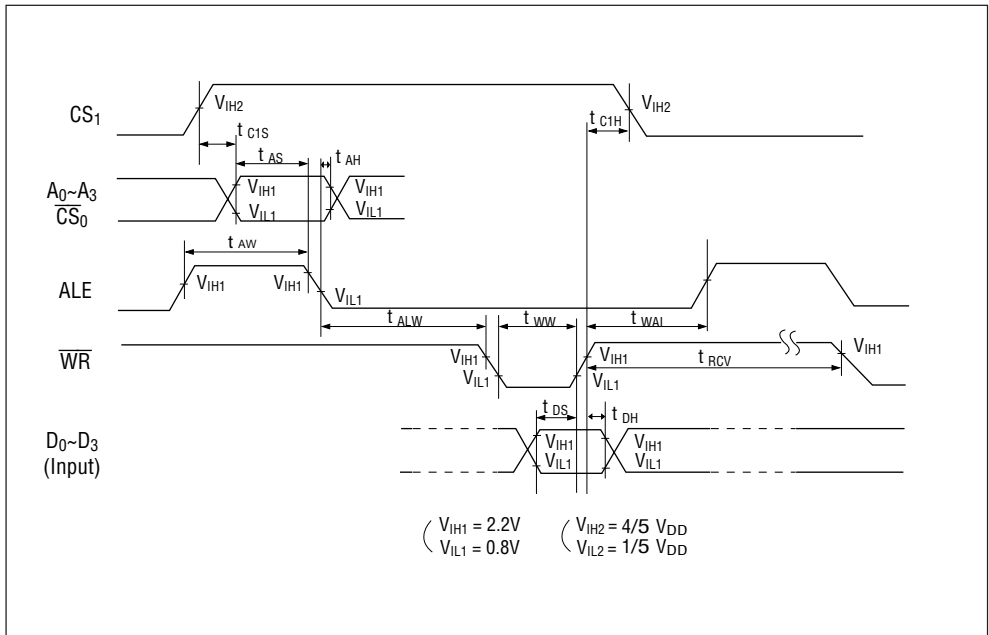 CS1
VIH2
t C1S
t C1H
VIH2
t AS
t AH
A0~A3
CS0
VIH1
VIL1
VIH1
VIL1
t AW
ALE
VIH1
VIH1
VIL1
t ALW
t WW
t WAL
WR
VIH1
VIL1
VIH1
VIL1
t RCV
VIH1
t DS
t DH
D0~D3
(Input)
VIH1
VIL1
VIH1
VIL1
VIH1 = 2.2V
VIL1 = 0.8V
VIH2 = 4/5 VDD
VIL2 = 1/5 VDD